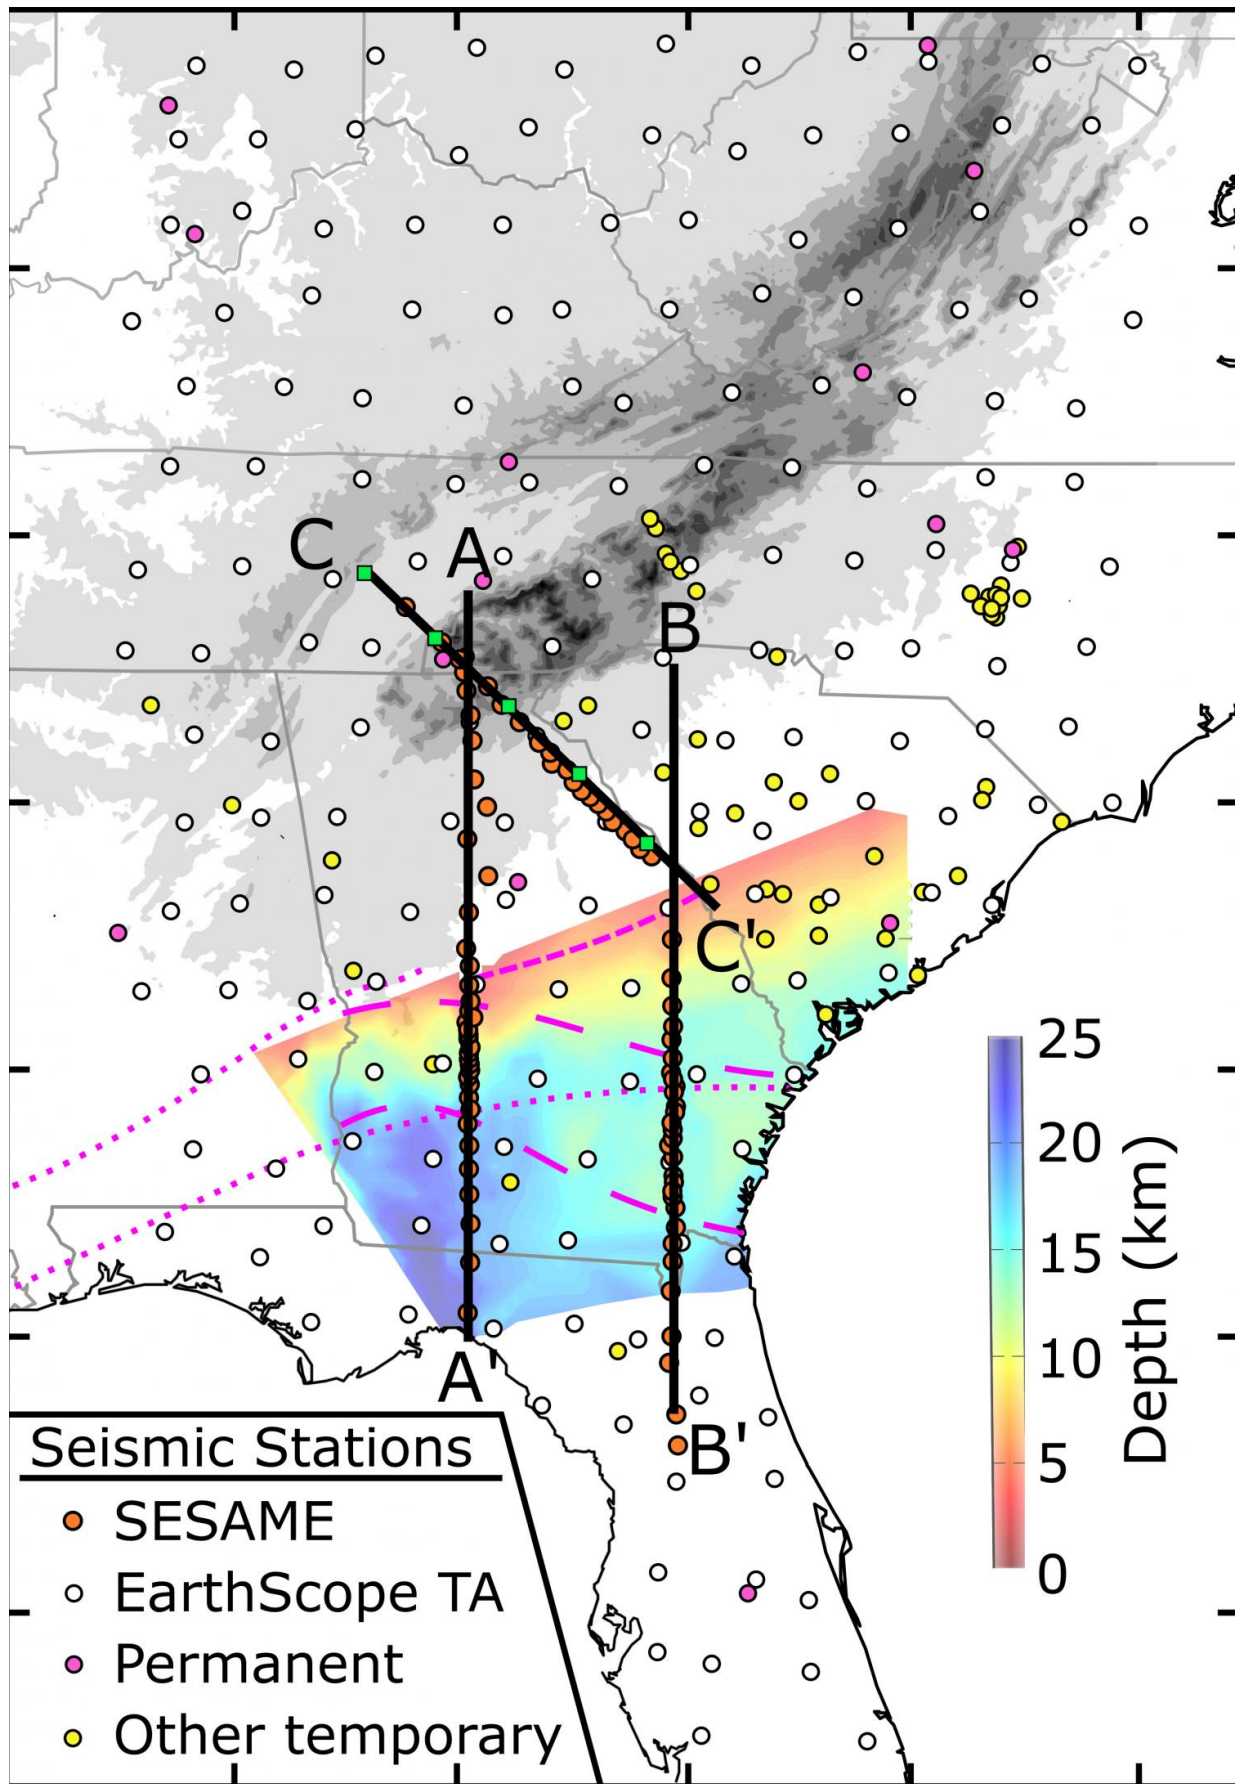 C
A
B
C'
A'
B'
25
20
15
10
5
0
Depth (km)
Seismic Stations
SESAME
EarthScope TA
Permanent
Other temporary